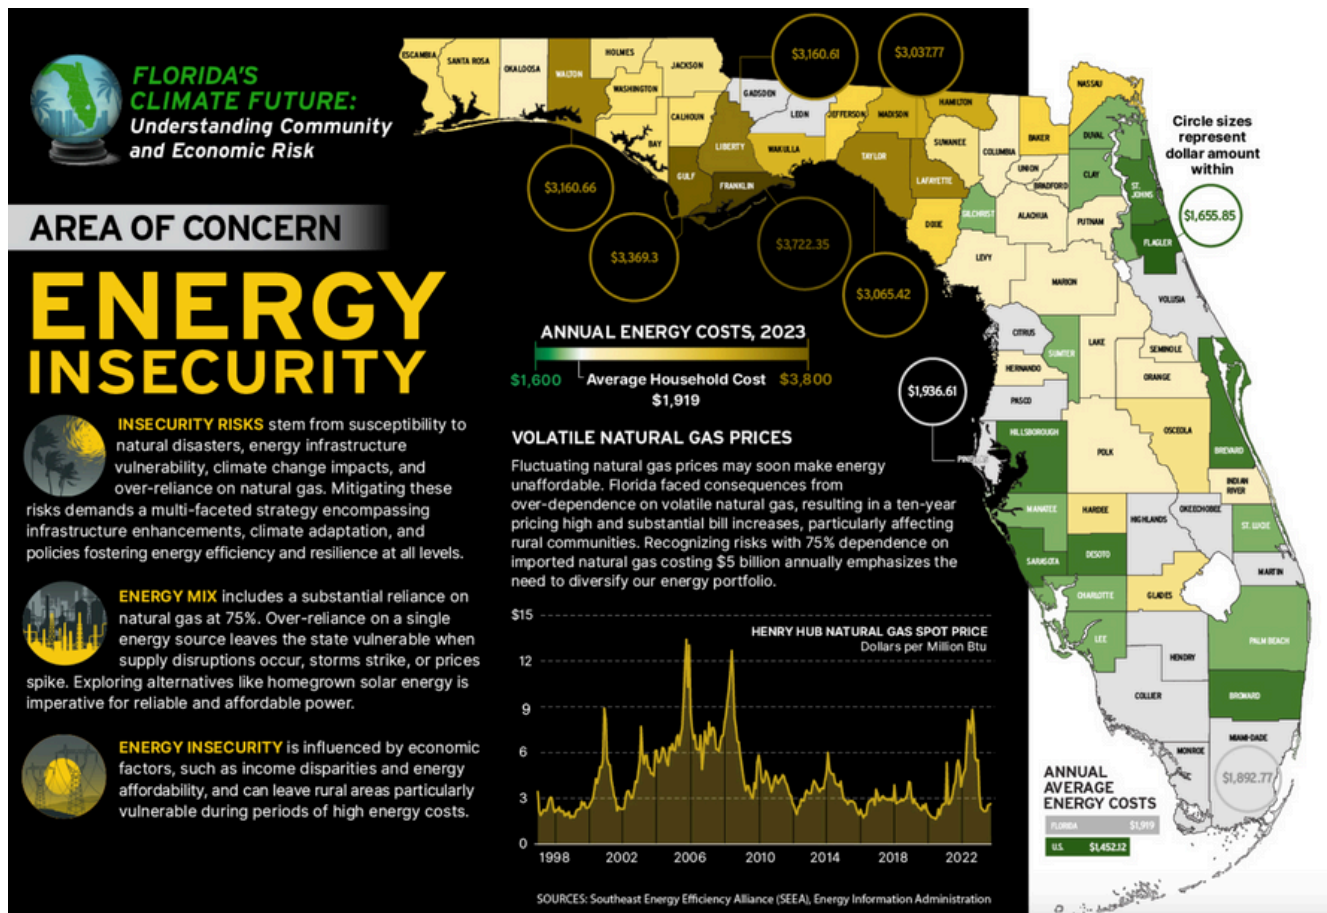 FLORIDA'S
CLIMATE FUTURE:
Understanding Community
and Economic Risk
AREA OF CONCERN
ENERGY
INSECURITY
INSECURITY RISKS stem from susceptibility to
natural disasters, energy infrastructure
vulnerability, climate change impacts, and
over-reliance on natural gas. Mitigating these
risks demands a multi-faceted strategy encompassing
infrastructure enhancements, climate adaptation, and
policies fostering energy efficiency and resilience at all levels.
ENERGY MIX includes a substantial reliance on
natural gas at 75%. Over-reliance on a single
energy source leaves the state vulnerable when
supply disruptions occur, storms strike, or prices
spike. Exploring alternatives like homegrown solar energy is
imperative for reliable and affordable power.
ENERGY INSECURITY is influenced by economic
factors, such as income disparities and energy
affordability, and can leave rural areas particularly
vulnerable during periods of high energy costs.
ESCAMBIA
SANTA ROSA
OKALOOSA
WALTON
HOLMES
WASHINGTON
JACKSON
CALHOUN
BAY
GULF
GADSDEN
LIBERTY
FRANKLIN
LEON
WAKULLA
JEFFERSON
MADISON
TAYLOR
HAMILTON
SUWANEE
LAFAYETTE
DIXIE
COLUMBIA
BAKER
NASSAU
DUVAL
CLAY
ST.
JOHNS
UNION
BRADFORD
GILCHRIST
ALACHUA
PUTNAM
FLAGLER
LEVY
MARION
VOLUSIA
CITRUS
SUMTER
LAKE
SEMINOLE
HERNANDO
ORANGE
PASCO
HILLSBOROUGH
POLK
OSCEOLA
BREVARD
INDIAN
RIVER
MANATEE
HARDEE
HIGHLANDS
OKEECHOBEE
ST. LUCIE
SARASOTA
DESOTO
MARTIN
CHARLOTTE
GLADES
LEE
HENDRY
PALM BEACH
COLLIER
BROWARD
MONROE
MIAMI-DADE
$3,160.61
$3,037.77
$3,160.66
$3,369.3
$3,722.35
$3,065.42
$1,936.61
$1,892.77
Circle sizes
represent
dollar amount
within
$1,655.85
ANNUAL ENERGY COSTS, 2023
$1,600
Average Household Cost
$1,919
$3,800
VOLATILE NATURAL GAS PRICES
Fluctuating natural gas prices may soon make energy
unaffordable. Florida faced consequences from
over-dependence on volatile natural gas, resulting in a ten-year
pricing high and substantial bill increases, particularly affecting
rural communities. Recognizing risks with 75% dependence on
imported natural gas costing $5 billion annually emphasizes the
need to diversify our energy portfolio.
HENRY HUB NATURAL GAS SPOT PRICE
Dollars per Million Btu
$15
12
9
6
3
0
1998 2002 2006 2010 2014 2018 2022
SOURCES: Southeast Energy Efficiency Alliance (SEEA), Energy Information Administration
ANNUAL
AVERAGE
ENERGY COSTS
FLORIDA $1,919
U.S. $1,452.12